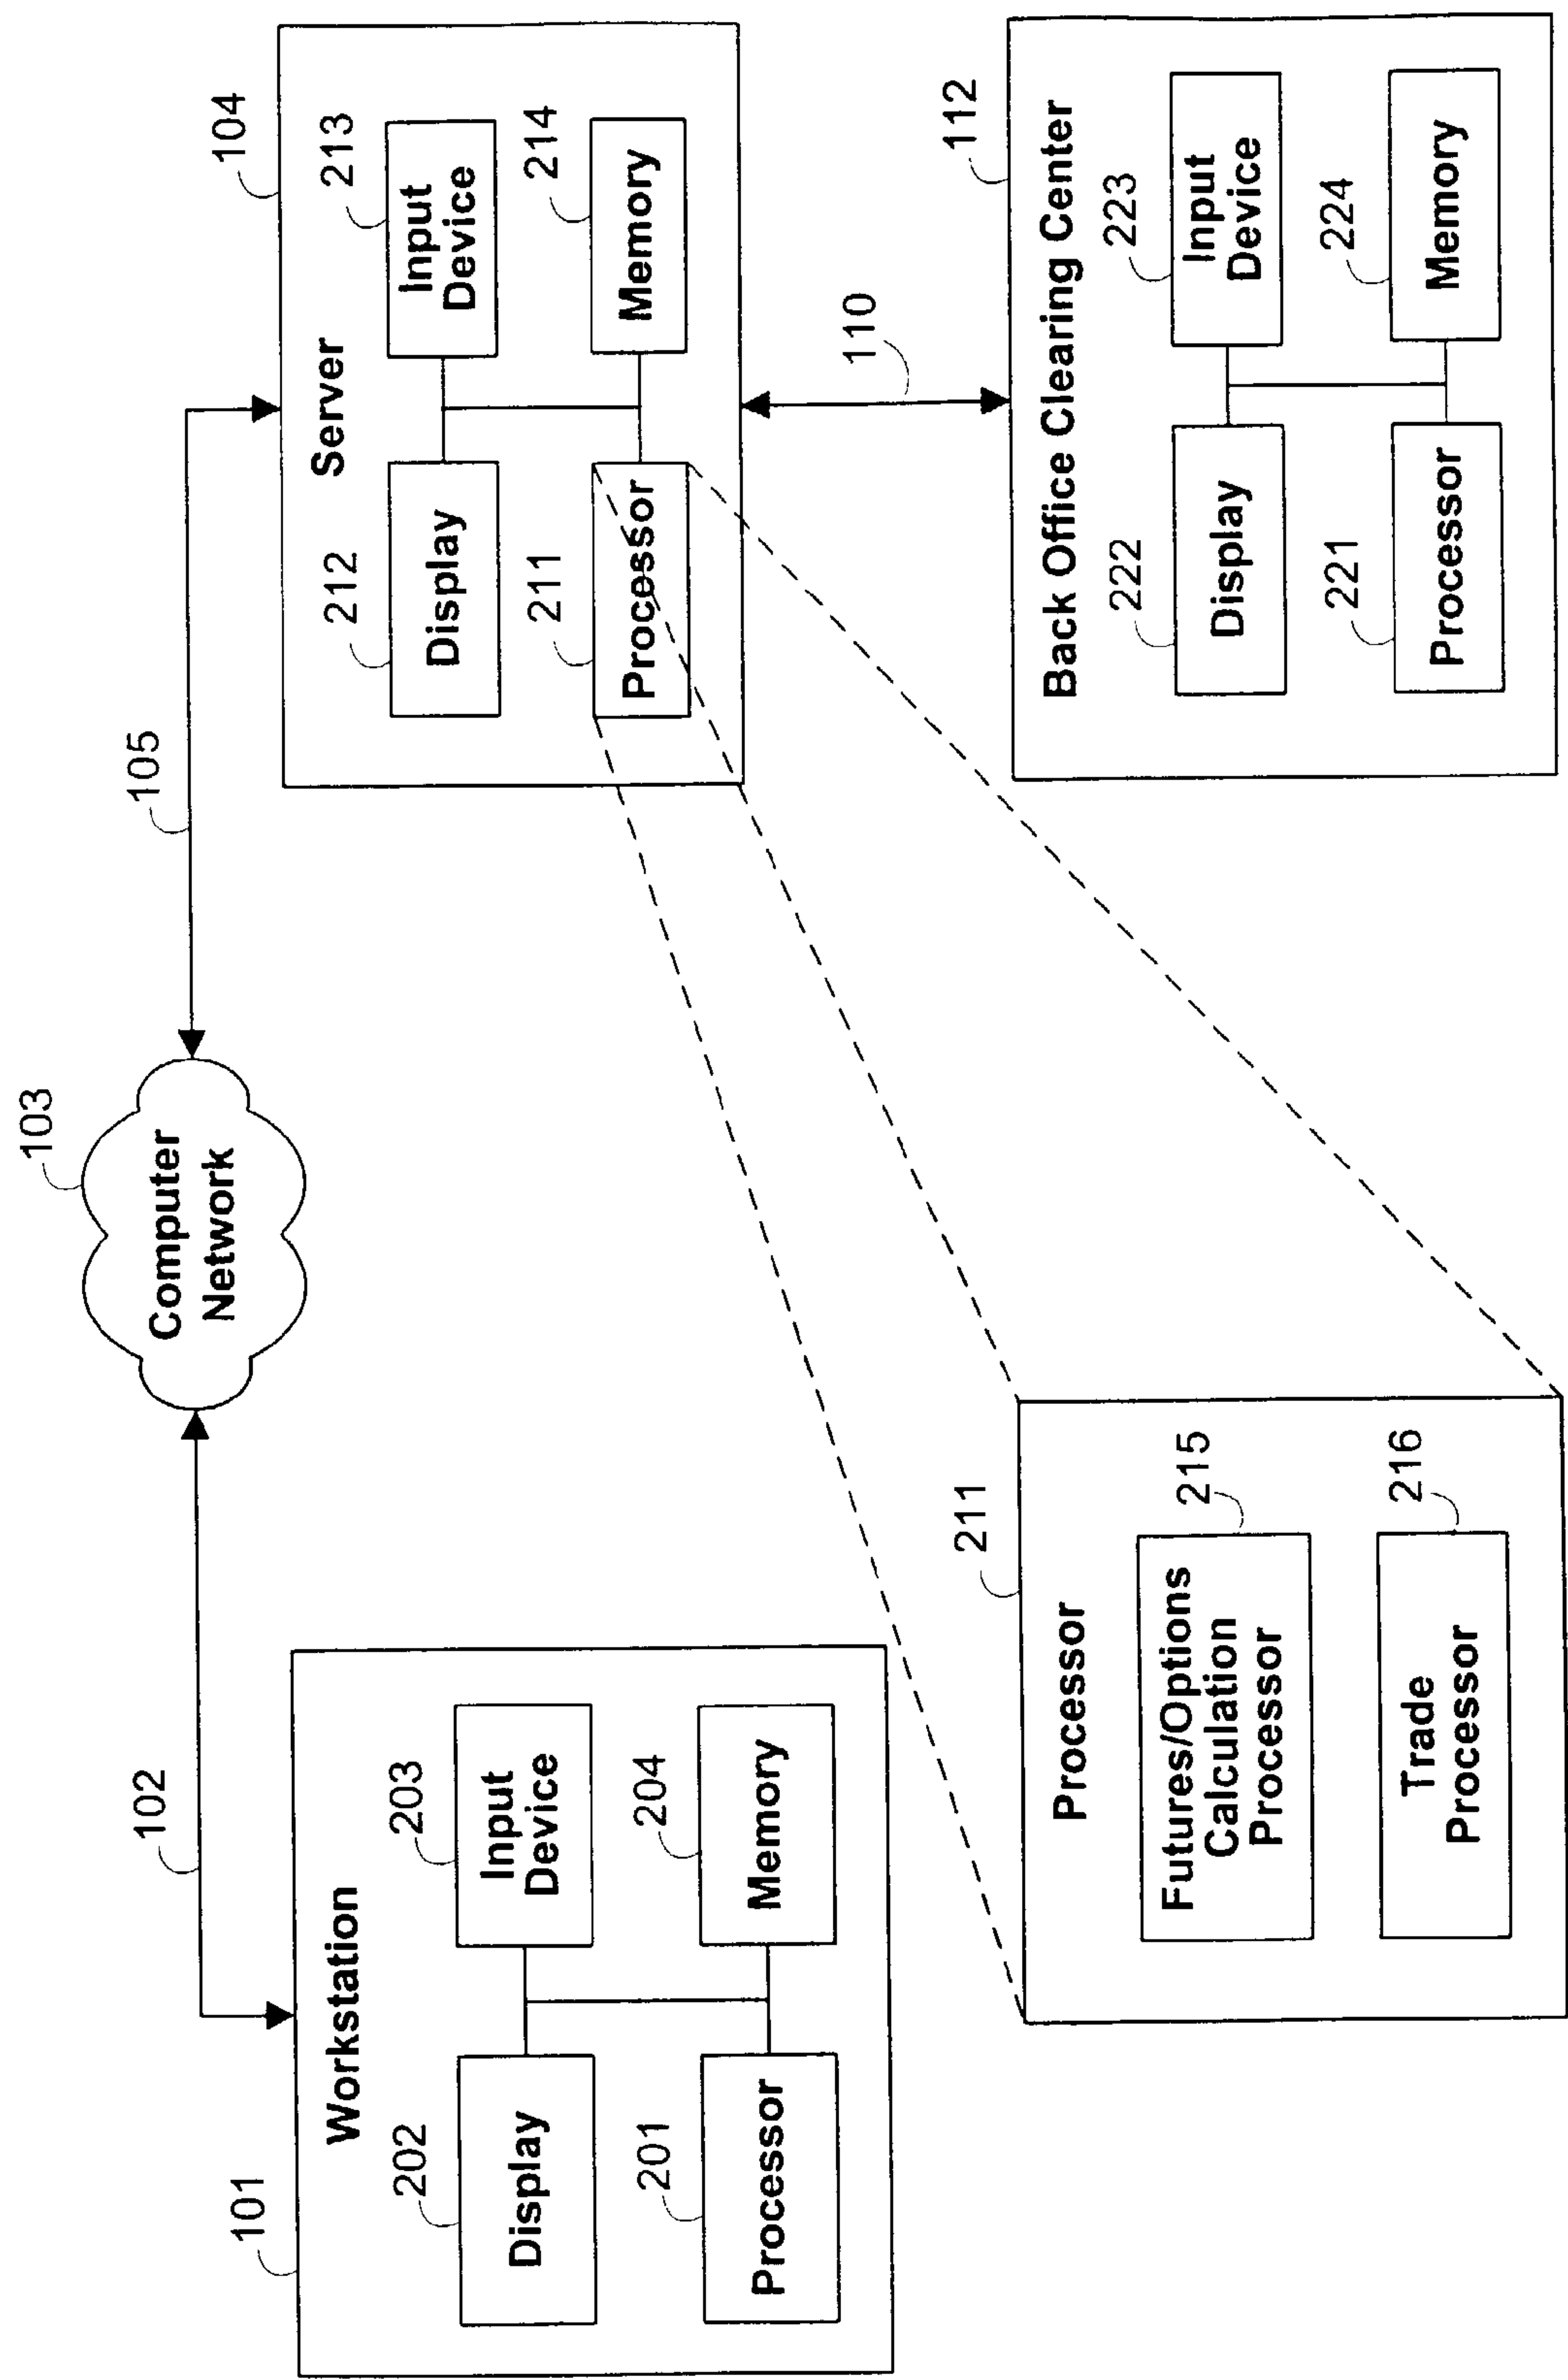 103
Computer
Network
102
105
101
Workstation
202
Display
203
Input
Device
201
Processor
204
Memory
104
Server
212
Display
213
Input
Device
211
Processor
214
Memory
110
211
Processor
215
Futures/Options
Calculation
Processor
216
Trade
Processor
112
Back Office Clearing Center
222
Display
223
Input
Device
221
Processor
224
Memory